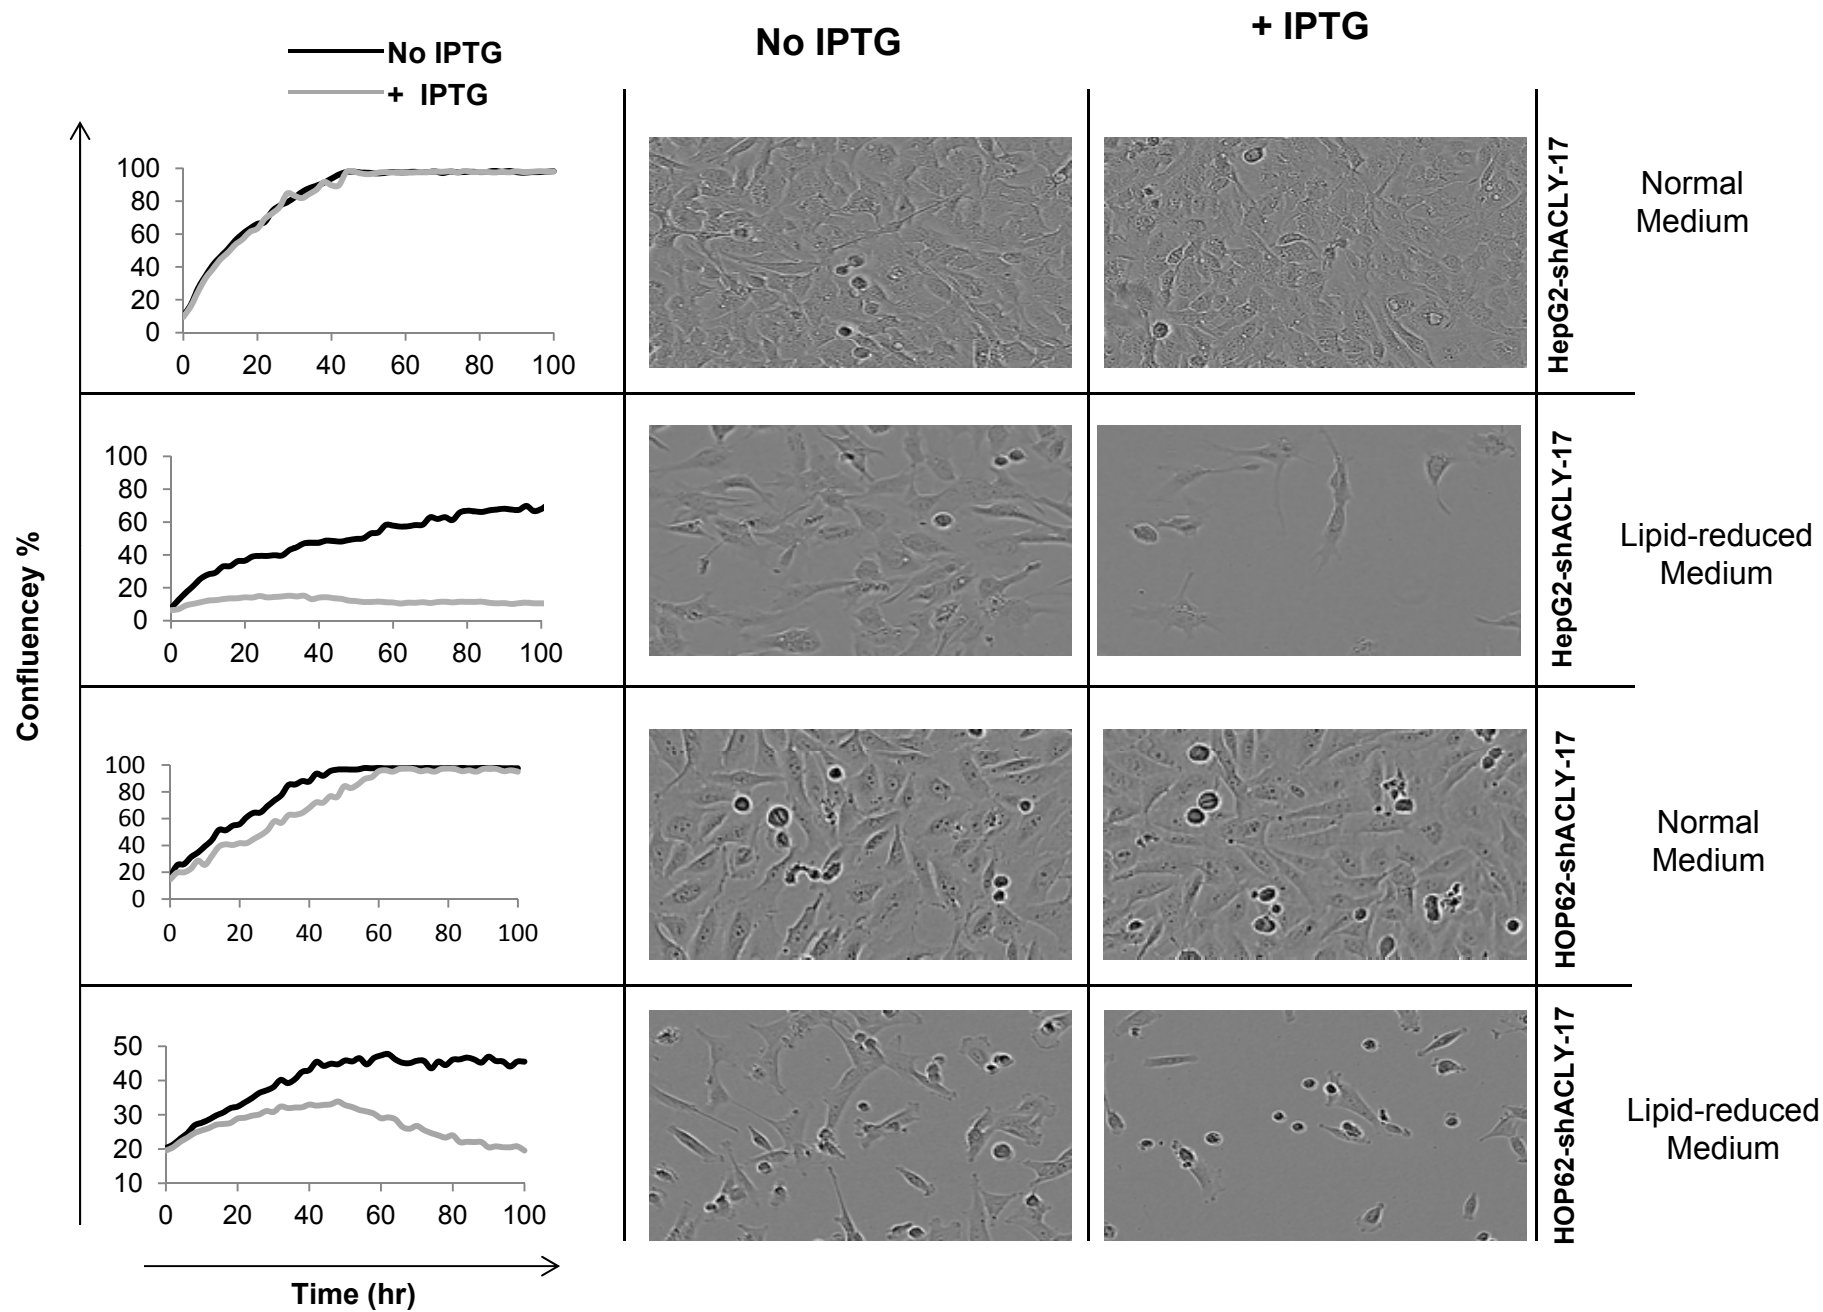 No IPTG
+ IPTG
No IPTG
+ IPTG
Confluencey %
100
80
60
40
20
0
0 20 40 60 80 100
HepG2-shACLY-17
Normal
Medium
100
80
60
40
20
0
0 20 40 60 80 100
HepG2-shACLY-17
Lipid-reduced
Medium
100
80
60
40
20
0
0 20 40 60 80 100
HOP62-shACLY-17
Normal
Medium
50
40
30
20
10
0 20 40 60 80 100
HOP62-shACLY-17
Lipid-reduced
Medium
Time (hr)